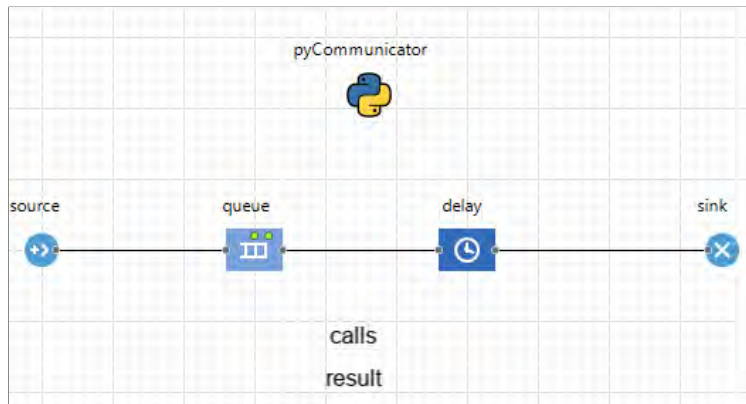 pyCommunicator
source queue delay sink
calls
result